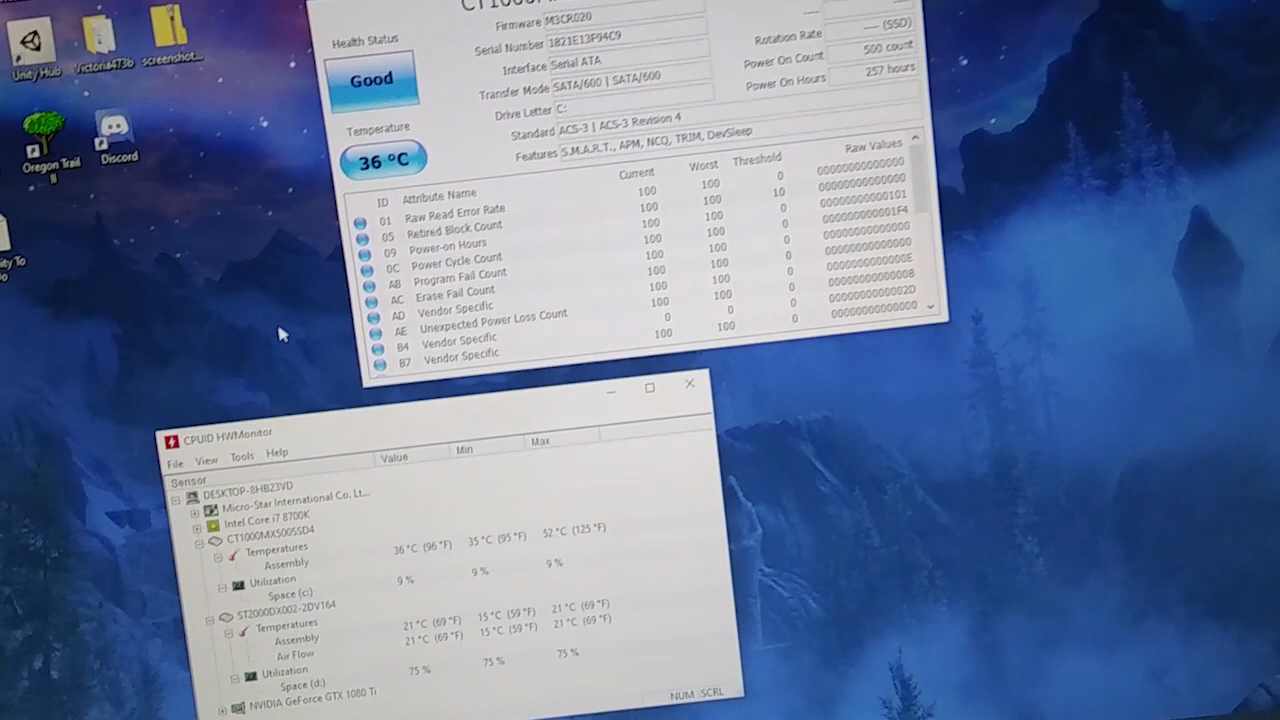 Unity Hub
Victoria473b
screenshot...
Oregon Trail
II
Discord
Health Status
Good
Temperature
36 °C
Firmware M3CR020
Serial Number 1821E13F94C9
Interface Serial ATA
Transfer Mode SATA/600 | SATA/600
Drive Letter C:
Standard ACS-3 | ACS-3 Revision 4
Features S.M.A.R.T., APM, NCQ, TRIM, DevSleep
Rotation Rate ---- (SSD)
Power On Count 500 count
Power On Hours 257 hours
ID Attribute Name Current Worst Threshold Raw Values
01 Raw Read Error Rate 100 100 0 000000000000
05 Retired Block Count 100 100 10 000000000000
09 Power-on Hours 100 100 0 000000000101
0C Power Cycle Count 100 100 0 0000000001F4
AB Program Fail Count 100 100 0 000000000000
AC Erase Fail Count 100 100 0 000000000000
AD Vendor Specific 100 100 0 00000000000E
AE Unexpected Power Loss Count 100 100 0 00000000000B
B4 Vendor Specific 0 0 0 00000000002D
B7 Vendor Specific 100 100 0 000000000000
CPUID HWMonitor
File View Tools Help
Sensor Value Min Max
DESKTOP-8HB23VD
Micro-Star International Co. Lt...
Intel Core i7 8700K
CT1000MX500SSD4
Temperatures
Assembly 36 °C (96 °F) 35 °C (95 °F) 52 °C (125 °F)
Utilization
Space (c:) 9 % 9 % 9 %
ST2000DX002-2DV164
Temperatures
Assembly 21 °C (69 °F) 15 °C (59 °F) 21 °C (69 °F)
Air Flow 21 °C (69 °F) 15 °C (59 °F) 21 °C (69 °F)
Utilization
Space (d:) 75 % 75 % 75 %
NVIDIA GeForce GTX 1080 Ti
NUM SCRL